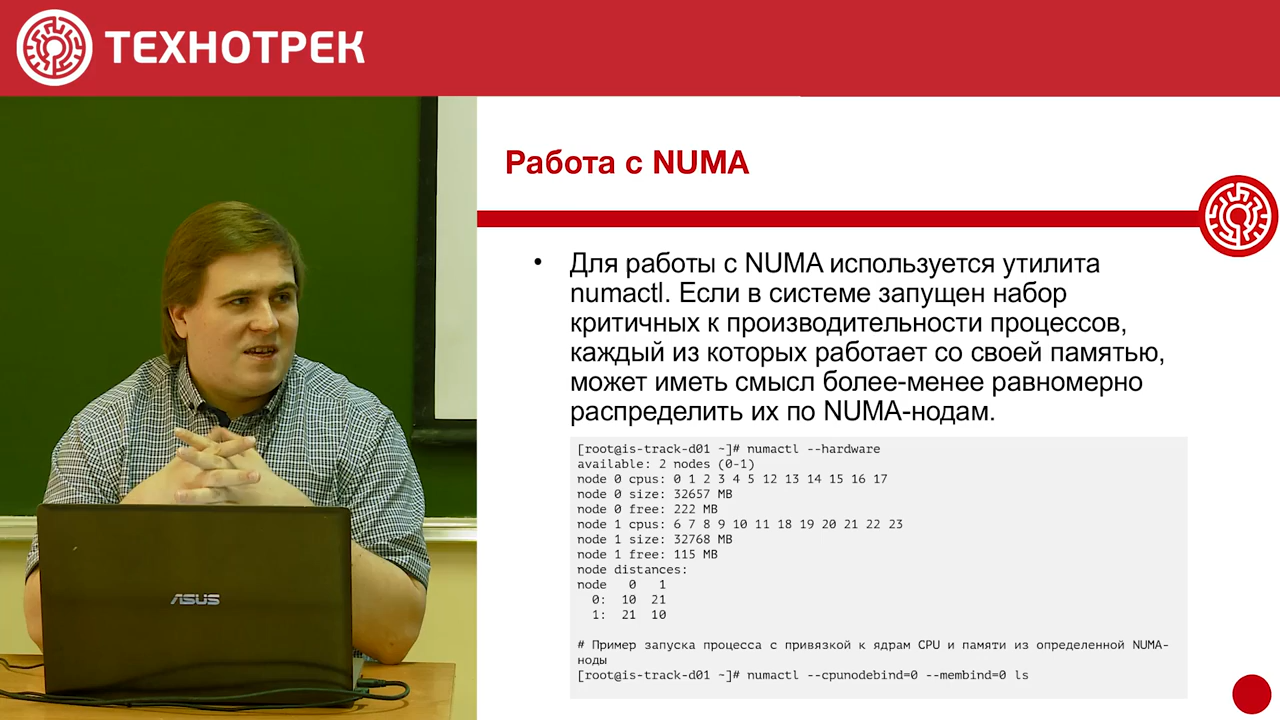 ТЕХНОТРЕК
Работа с NUMA
• Для работы с NUMA используется утилита
numactl. Если в системе запущен набор
критичных к производительности процессов,
каждый из которых работает со своей памятью,
может иметь смысл более-менее равномерно
распределить их по NUMA-нодам.
[root@is-track-d01 ~]# numactl --hardware
available: 2 nodes (0-1)
node 0 cpus: 0 1 2 3 4 5 12 13 14 15 16 17
node 0 size: 32657 MB
node 0 free: 222 MB
node 1 cpus: 6 7 8 9 10 11 18 19 20 21 22 23
node 1 size: 32768 MB
node 1 free: 115 MB
node distances:
node   0   1
  0:  10  21
  1:  21  10
# Пример запуска процесса с привязкой к ядрам CPU и памяти из определенной NUMA-
ноды
[root@is-track-d01 ~]# numactl --cpunodebind=0 --membind=0 ls
ASUS